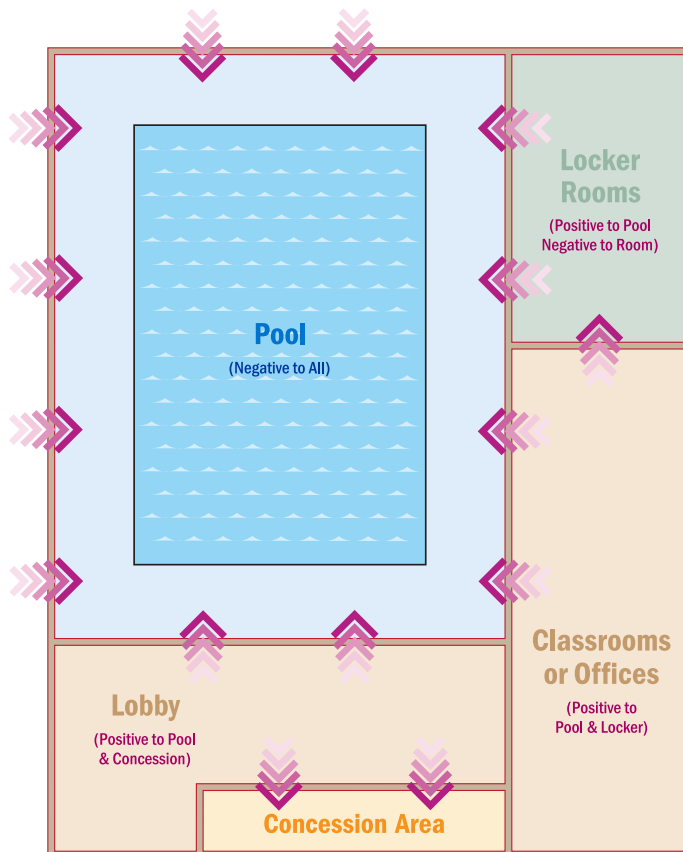 Locker
Rooms
(Positive to Pool
Negative to Room)
Pool
(Negative to All)
Classrooms
or Offices
(Positive to
Pool & Locker)
Lobby
(Positive to Pool
& Concession)
Concession Area